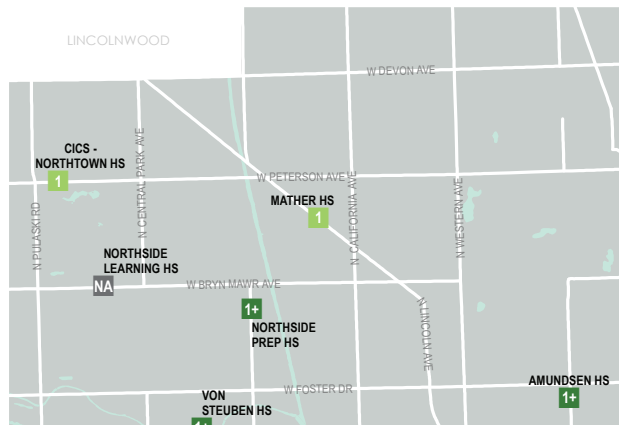 LINCOLNWOOD
W DEVON AVE
CICS -
NORTHTOWN HS
1
N CENTRAL PARK AVE
W PETERSON AVE
MATHER HS
1
N CALIFORNIA AVE
N WESTERN AVE
N PULASKI RD
NORTHSIDE
LEARNING HS
NA
W BRYN MAWR AVE
1+
NORTHSIDE
PREP HS
N LINCOLN AVE
W FOSTER DR
AMUNDSEN HS
1+
VON
STEUBEN HS
1+